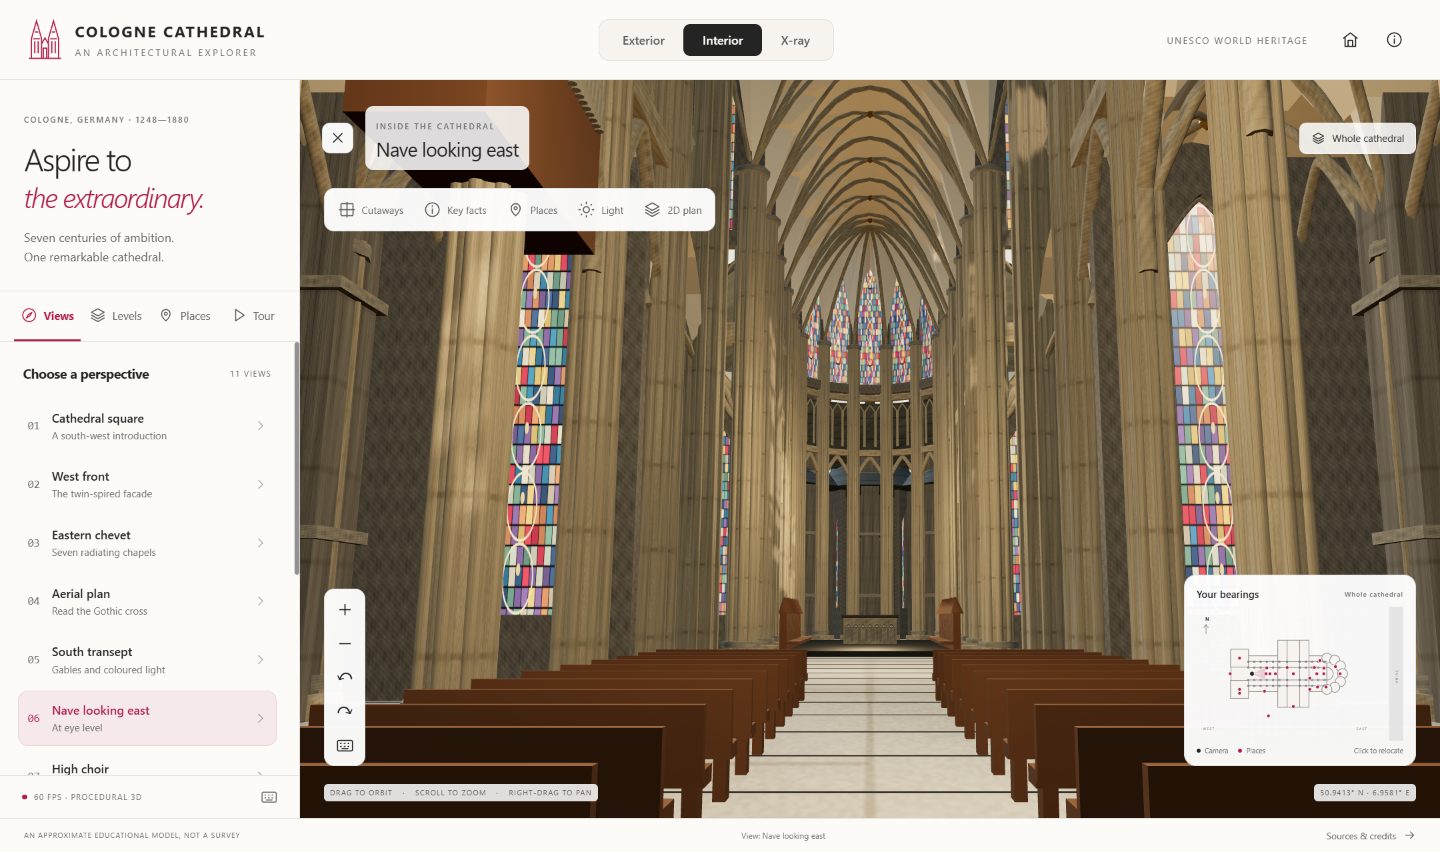 COLOGNE CATHEDRAL
AN ARCHITECTURAL EXPLORER
Exterior
Interior
X-ray
UNESCO WORLD HERITAGE
COLOGNE, GERMANY · 1248—1880
Aspire to
the extraordinary.
Seven centuries of ambition.
One remarkable cathedral.
Views
Levels
Places
Tour
Choose a perspective
11 VIEWS
01
Cathedral square
A south-west introduction
02
West front
The twin-spired facade
03
Eastern chevet
Seven radiating chapels
04
Aerial plan
Read the Gothic cross
05
South transept
Gables and coloured light
06
Nave looking east
At eye level
07
High choir
60 FPS · PROCEDURAL 3D
INSIDE THE CATHEDRAL
Nave looking east
Whole cathedral
Cutaways
Key facts
Places
Light
2D plan
Your bearings
Whole cathedral
N
WEST
EAST
Camera
Places
Click to relocate
DRAG TO ORBIT · SCROLL TO ZOOM · RIGHT-DRAG TO PAN
50.9413° N · 6.9581° E
AN APPROXIMATE EDUCATIONAL MODEL, NOT A SURVEY
View: Nave looking east
Sources & credits